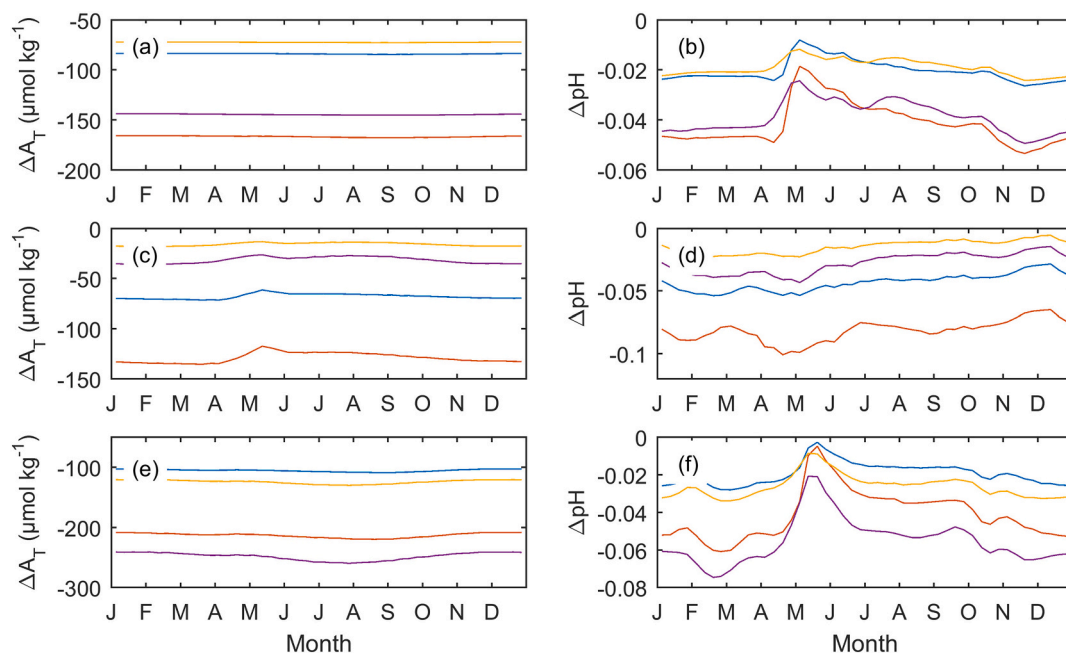 (a)
ΔA_T (µmol kg⁻¹)
-50
-100
-150
-200
J F M A M J J A S O N D
(b)
ΔpH
0
-0.02
-0.04
-0.06
J F M A M J J A S O N D
(c)
ΔA_T (µmol kg⁻¹)
0
-50
-100
-150
J F M A M J J A S O N D
(d)
ΔpH
0
-0.05
-0.1
J F M A M J J A S O N D
(e)
ΔA_T (µmol kg⁻¹)
-100
-200
-300
J F M A M J J A S O N D
Month
(f)
ΔpH
0
-0.02
-0.04
-0.06
-0.08
J F M A M J J A S O N D
Month